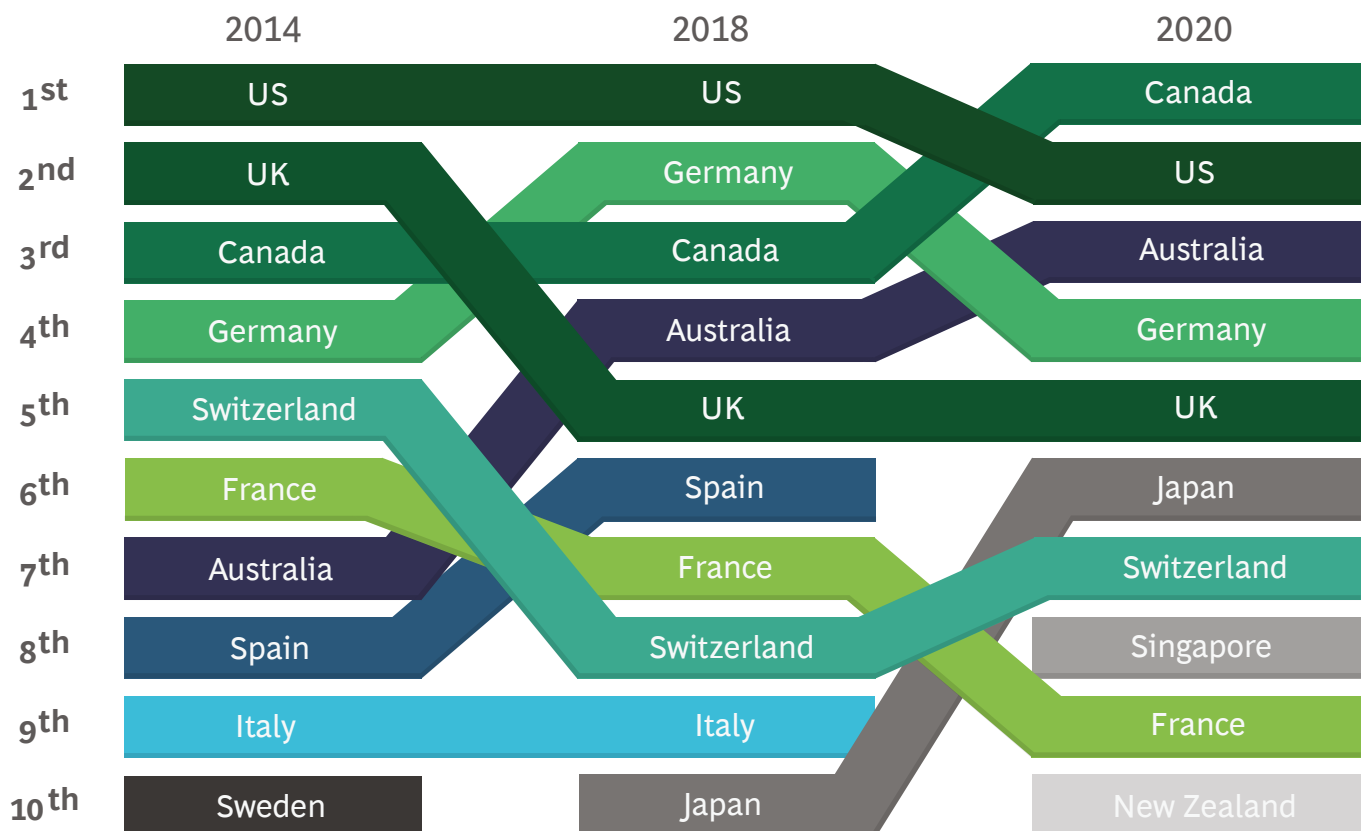 2014 2018 2020
1st US US Canada
2nd UK Germany US
3rd Canada Canada Australia
4th Germany Australia Germany
5th Switzerland UK UK
6th France Spain Japan
7th Australia France Switzerland
8th Spain Switzerland Singapore
9th Italy Italy France
10th Sweden Japan New Zealand